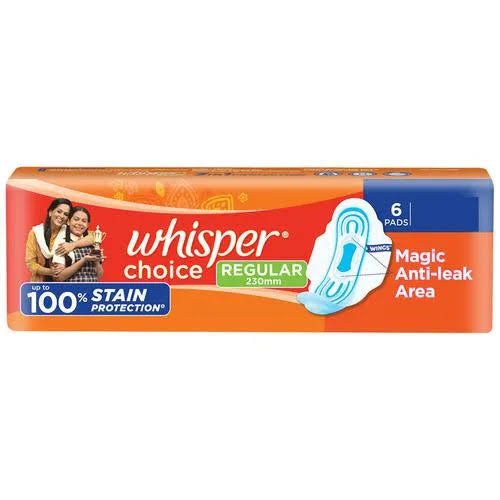 whisper®
choice
REGULAR
230mm
up to
100% STAIN
PROTECTION
6
PADS
WINGS
Magic
Anti-leak
Area